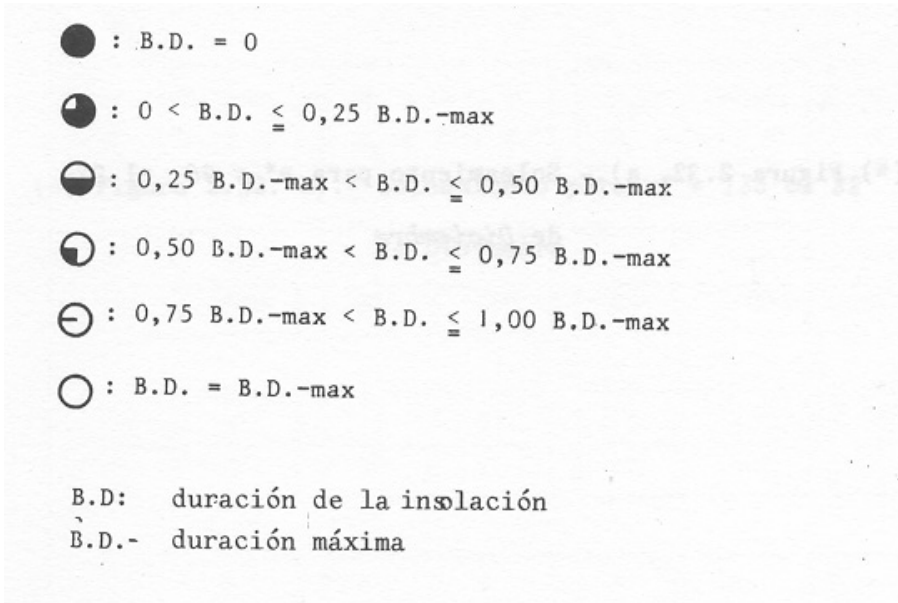 : B.D. = 0
: 0 < B.D. ≦ 0,25 B.D.-max
: 0,25 B.D.-max < B.D. ≦ 0,50 B.D.-max
: 0,50 B.D.-max < B.D. ≦ 0,75 B.D.-max
: 0,75 B.D.-max < B.D. ≦ 1,00 B.D.-max
: B.D. = B.D.-max
B.D: duración de la insolación
B.D.- duración máxima